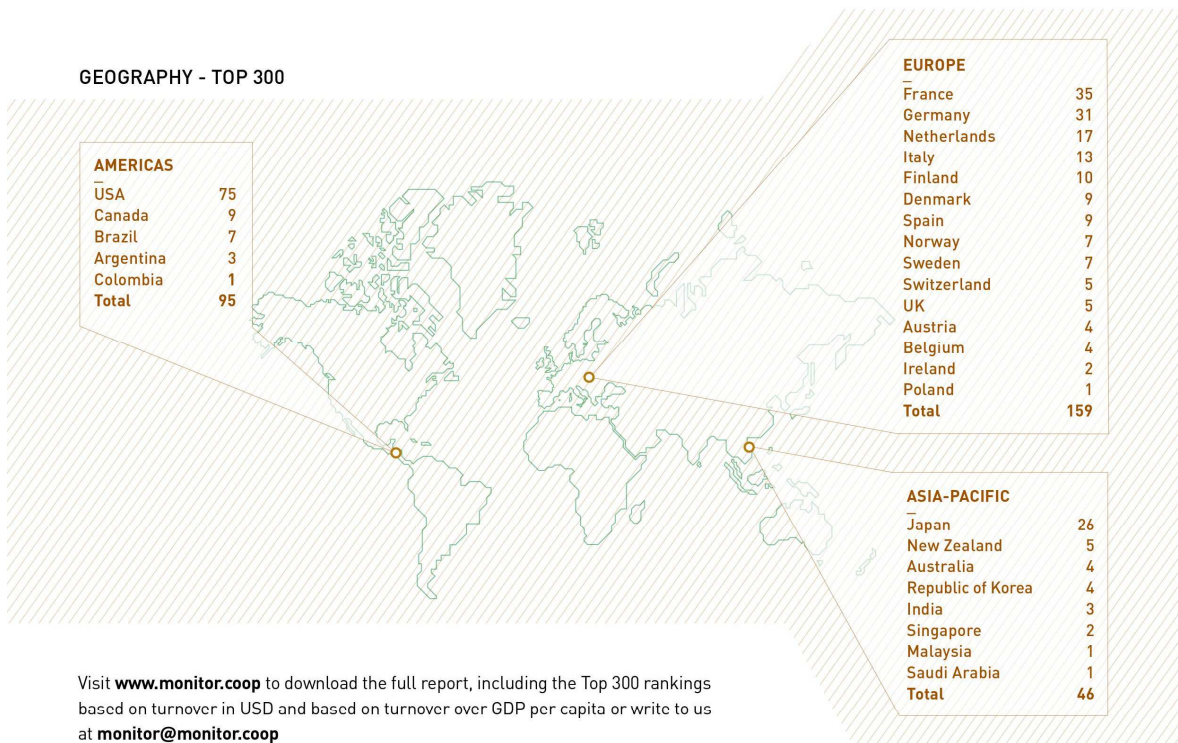 GEOGRAPHY - TOP 300
AMERICAS
USA 75
Canada 9
Brazil 7
Argentina 3
Colombia 1
Total 95
EUROPE
France 35
Germany 31
Netherlands 17
Italy 13
Finland 10
Denmark 9
Spain 9
Norway 7
Sweden 7
Switzerland 5
UK 5
Austria 4
Belgium 4
Ireland 2
Poland 1
Total 159
ASIA-PACIFIC
Japan 26
New Zealand 5
Australia 4
Republic of Korea 4
India 3
Singapore 2
Malaysia 1
Saudi Arabia 1
Total 46
Visit www.monitor.coop to download the full report, including the Top 300 rankings
based on turnover in USD and based on turnover over GDP per capita or write to us
at monitor@monitor.coop